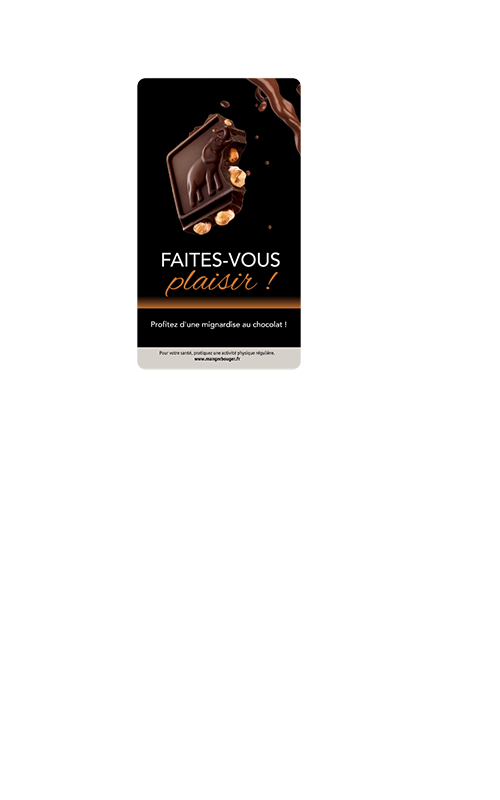 FAITES-VOUS
plaisir !
Profitez d'une mignardise au chocolat !
Pour votre santé, pratiquez une activité physique régulière.
www.mangerbouger.fr